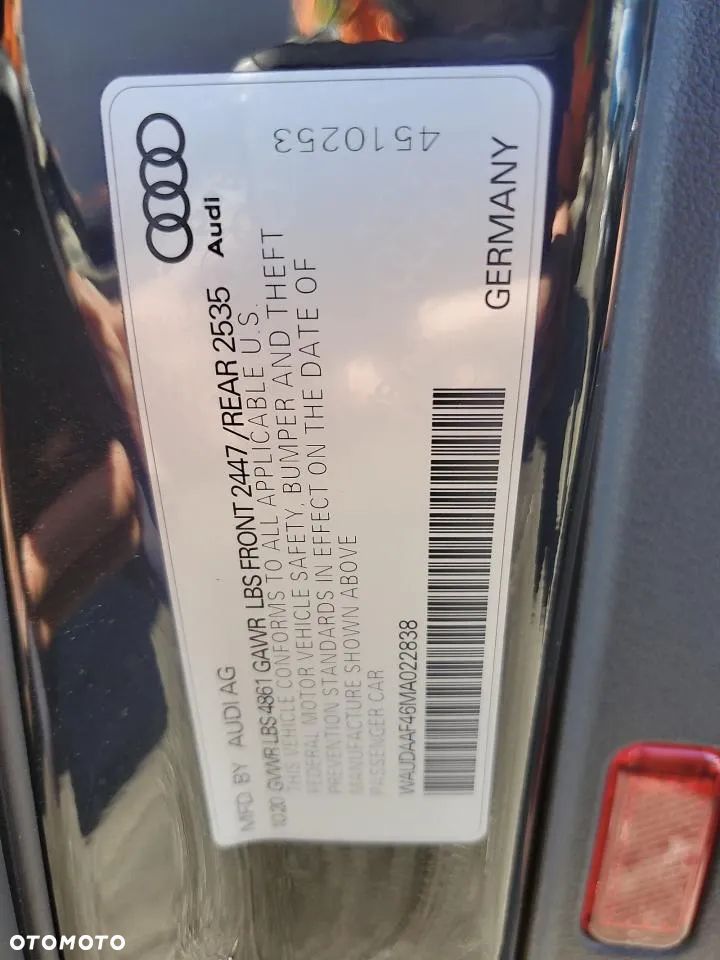 Audi
4510253
MFD BY AUDI AG
10.20 GVWR LBS 4861 GAWR LBS FRONT 2447 /REAR 2535
THIS VEHICLE CONFORMS TO ALL APPLICABLE U.S.
FEDERAL MOTOR VEHICLE SAFETY, BUMPER AND THEFT
PREVENTION STANDARDS IN EFFECT ON THE DATE OF
MANUFACTURE SHOWN ABOVE
PASSENGER CAR
WAUDAAF46MA022838
GERMANY
OTOMOTO